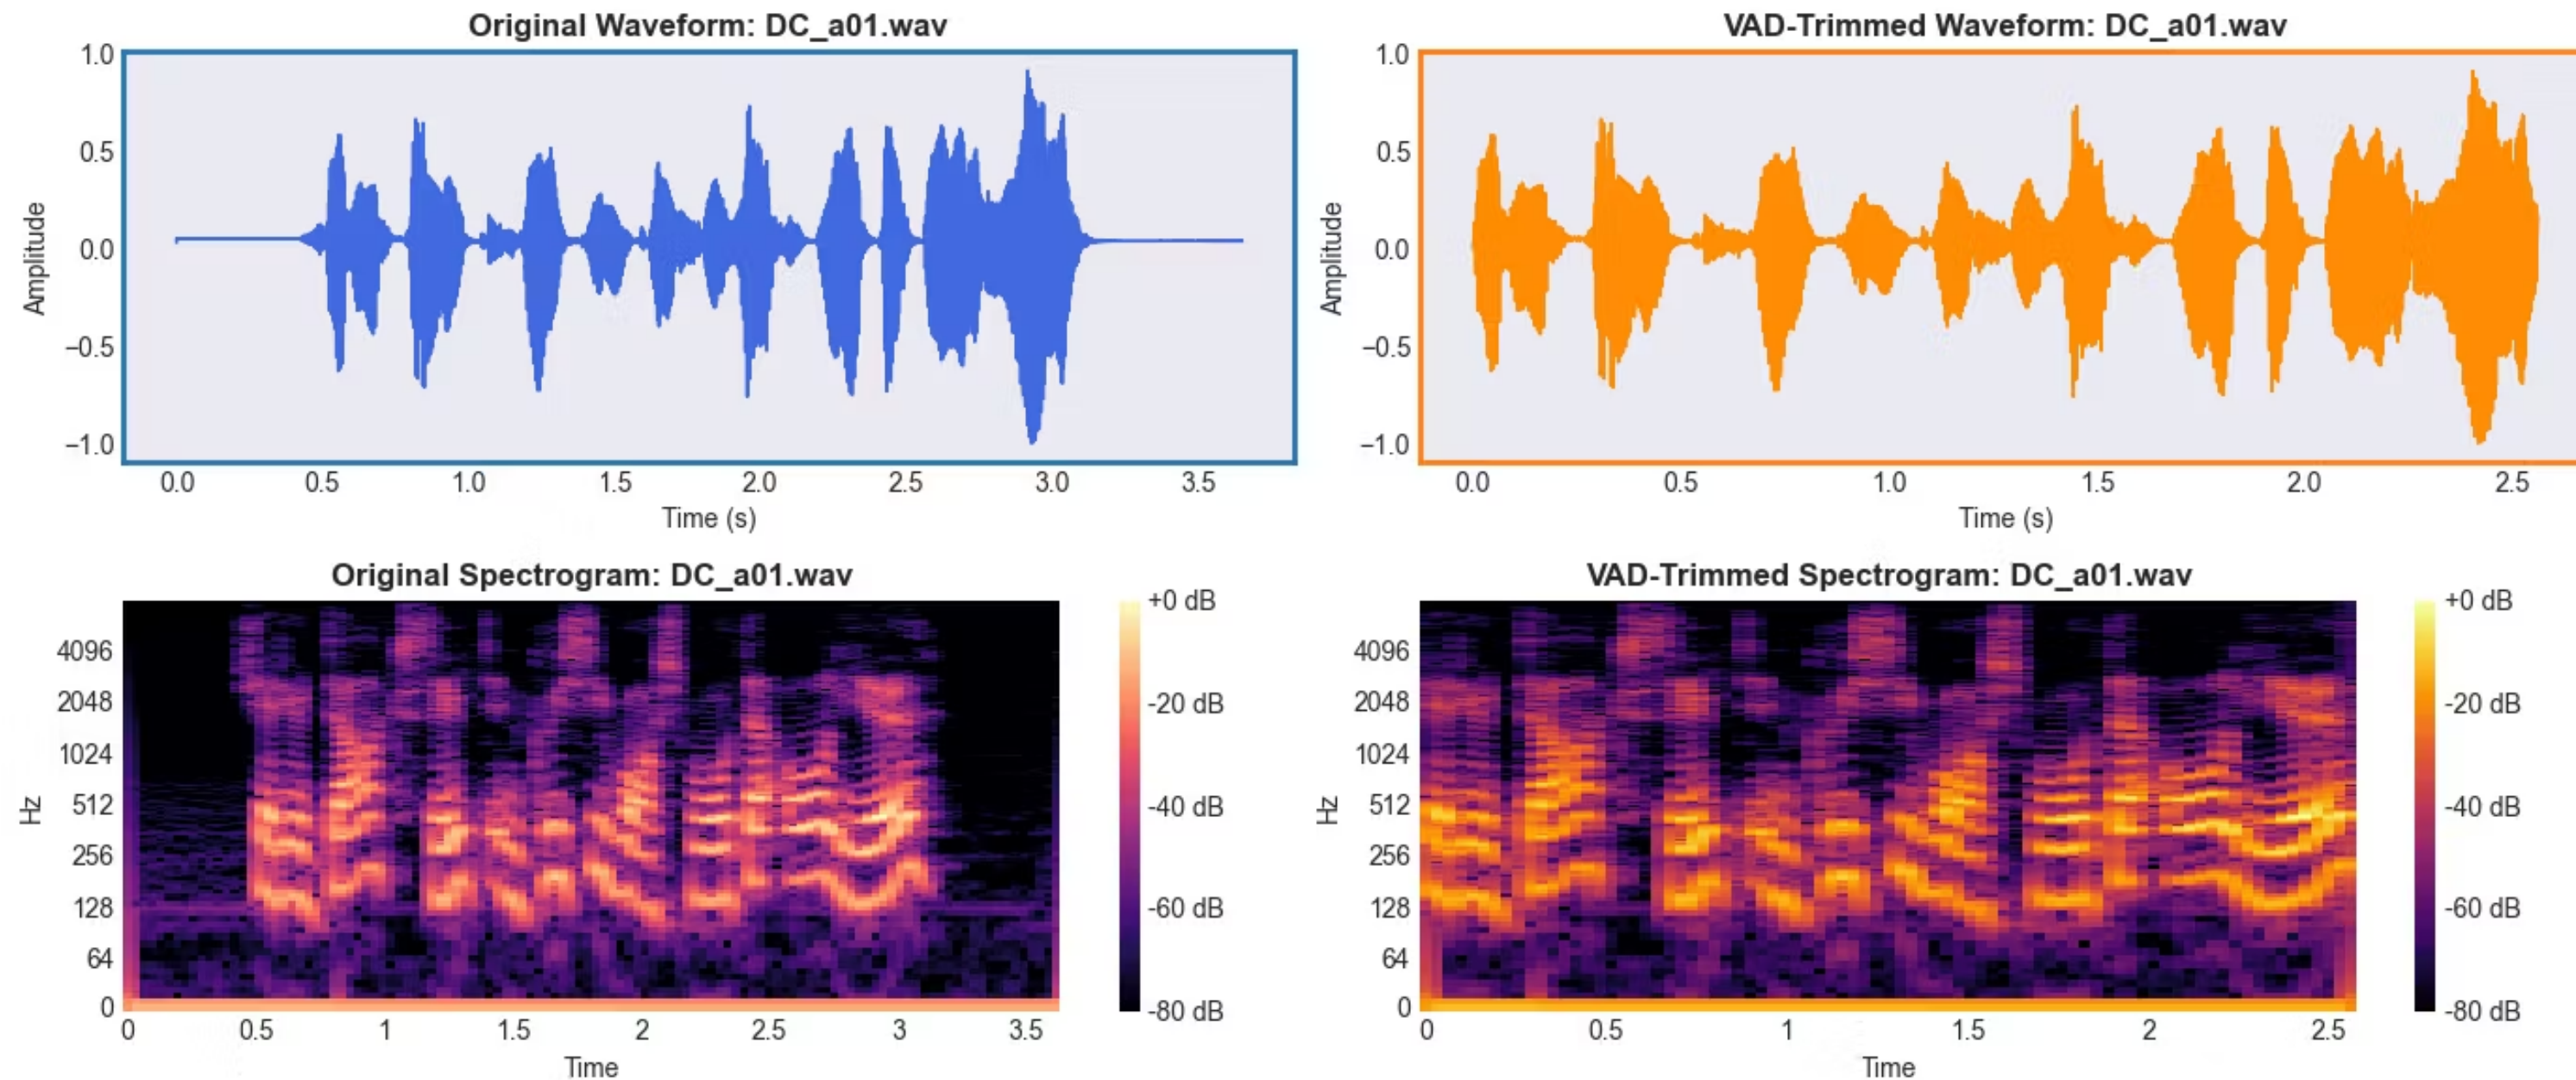 Original Waveform: DC_a01.wav
1.0
0.5
0.0
−0.5
−1.0
Amplitude
0.0 0.5 1.0 1.5 2.0 2.5 3.0 3.5
Time (s)
VAD-Trimmed Waveform: DC_a01.wav
1.0
0.5
0.0
−0.5
−1.0
Amplitude
0.0 0.5 1.0 1.5 2.0 2.5
Time (s)
Original Spectrogram: DC_a01.wav
4096
2048
1024
512
256
128
64
0
Hz
0 0.5 1 1.5 2 2.5 3 3.5
Time
+0 dB
-20 dB
-40 dB
-60 dB
-80 dB
VAD-Trimmed Spectrogram: DC_a01.wav
4096
2048
1024
512
256
128
64
0
Hz
0 0.5 1 1.5 2 2.5
Time
+0 dB
-20 dB
-40 dB
-60 dB
-80 dB